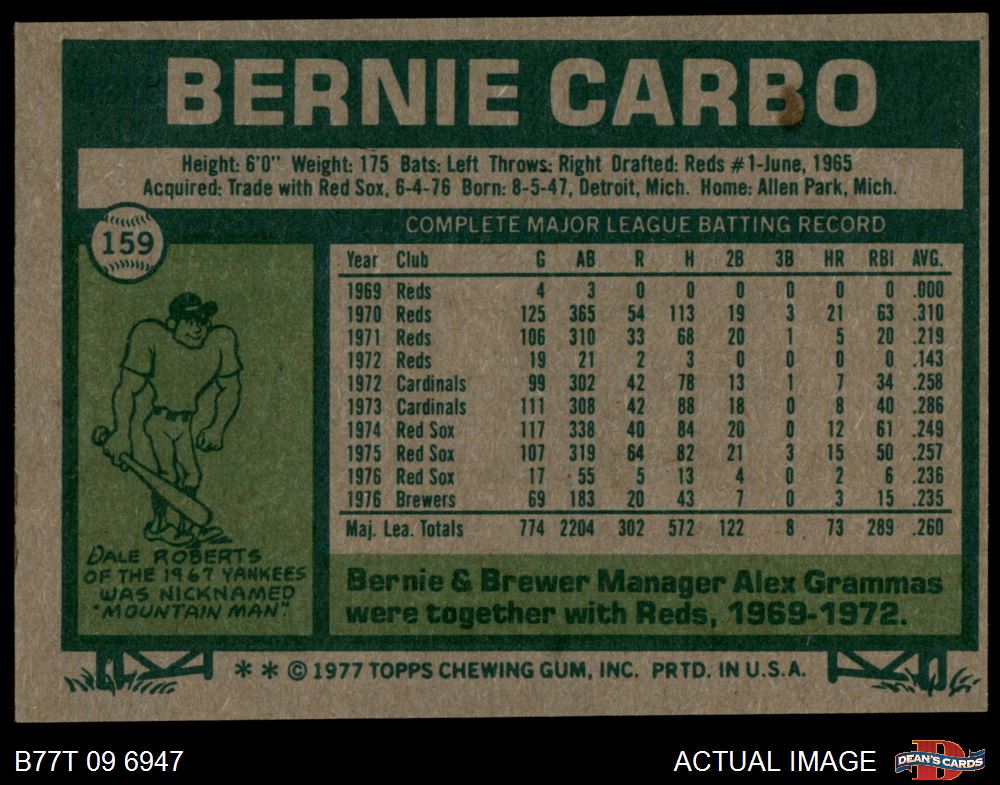 BERNIE CARBO
Height: 6'0" Weight: 175 Bats: Left Throws: Right Drafted: Reds #1-June, 1965
Acquired: Trade with Red Sox, 6-4-76 Born: 8-5-47, Detroit, Mich. Home: Allen Park, Mich.
159
COMPLETE MAJOR LEAGUE BATTING RECORD
Year Club G AB R H 2B 3B HR RBI AVG.
1969 Reds 4 3 0 0 0 0 0 0 .000
1970 Reds 125 365 54 113 19 3 21 63 .310
1971 Reds 106 310 33 68 20 1 5 20 .219
1972 Reds 19 21 2 3 0 0 0 0 .143
1972 Cardinals 99 302 42 78 13 1 7 34 .258
1973 Cardinals 111 308 42 88 18 0 8 40 .286
1974 Red Sox 117 338 40 84 20 0 12 61 .249
1975 Red Sox 107 319 64 82 21 3 15 50 .257
1976 Red Sox 17 55 5 13 4 0 2 6 .236
1976 Brewers 69 183 20 43 7 0 3 15 .235
Maj. Lea. Totals 774 2204 302 572 122 8 73 289 .260
DALE ROBERTS
OF THE 1967 YANKEES
WAS NICKNAMED
"MOUNTAIN MAN".
Bernie & Brewer Manager Alex Grammas
were together with Reds, 1969-1972.
* * © 1977 TOPPS CHEWING GUM, INC. PRTD. IN U.S.A.
B77T 09 6947
ACTUAL IMAGE
D
DEAN'S CARDS